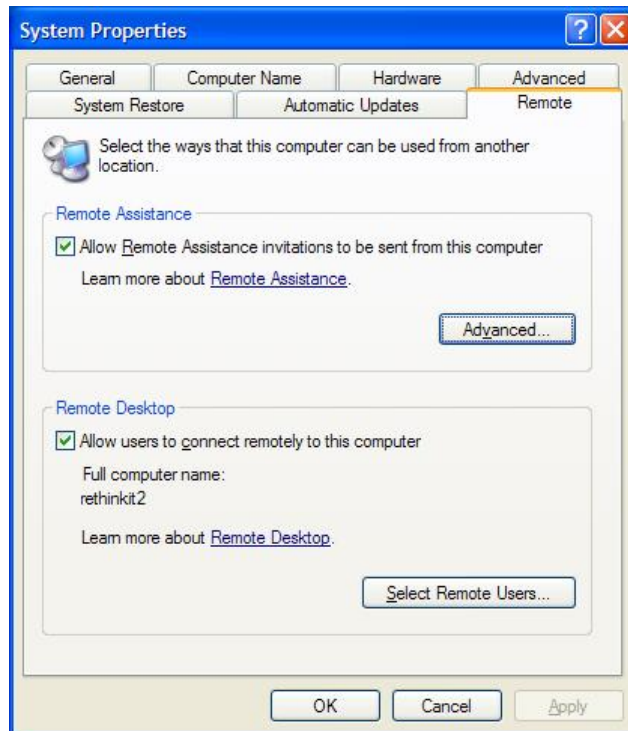 System Properties
General Computer Name Hardware Advanced
System Restore Automatic Updates Remote
Select the ways that this computer can be used from another
location.
Remote Assistance
Allow Remote Assistance invitations to be sent from this computer
Learn more about Remote Assistance.
Advanced...
Remote Desktop
Allow users to connect remotely to this computer
Full computer name:
rethinkit2
Learn more about Remote Desktop.
Select Remote Users...
OK Cancel Apply